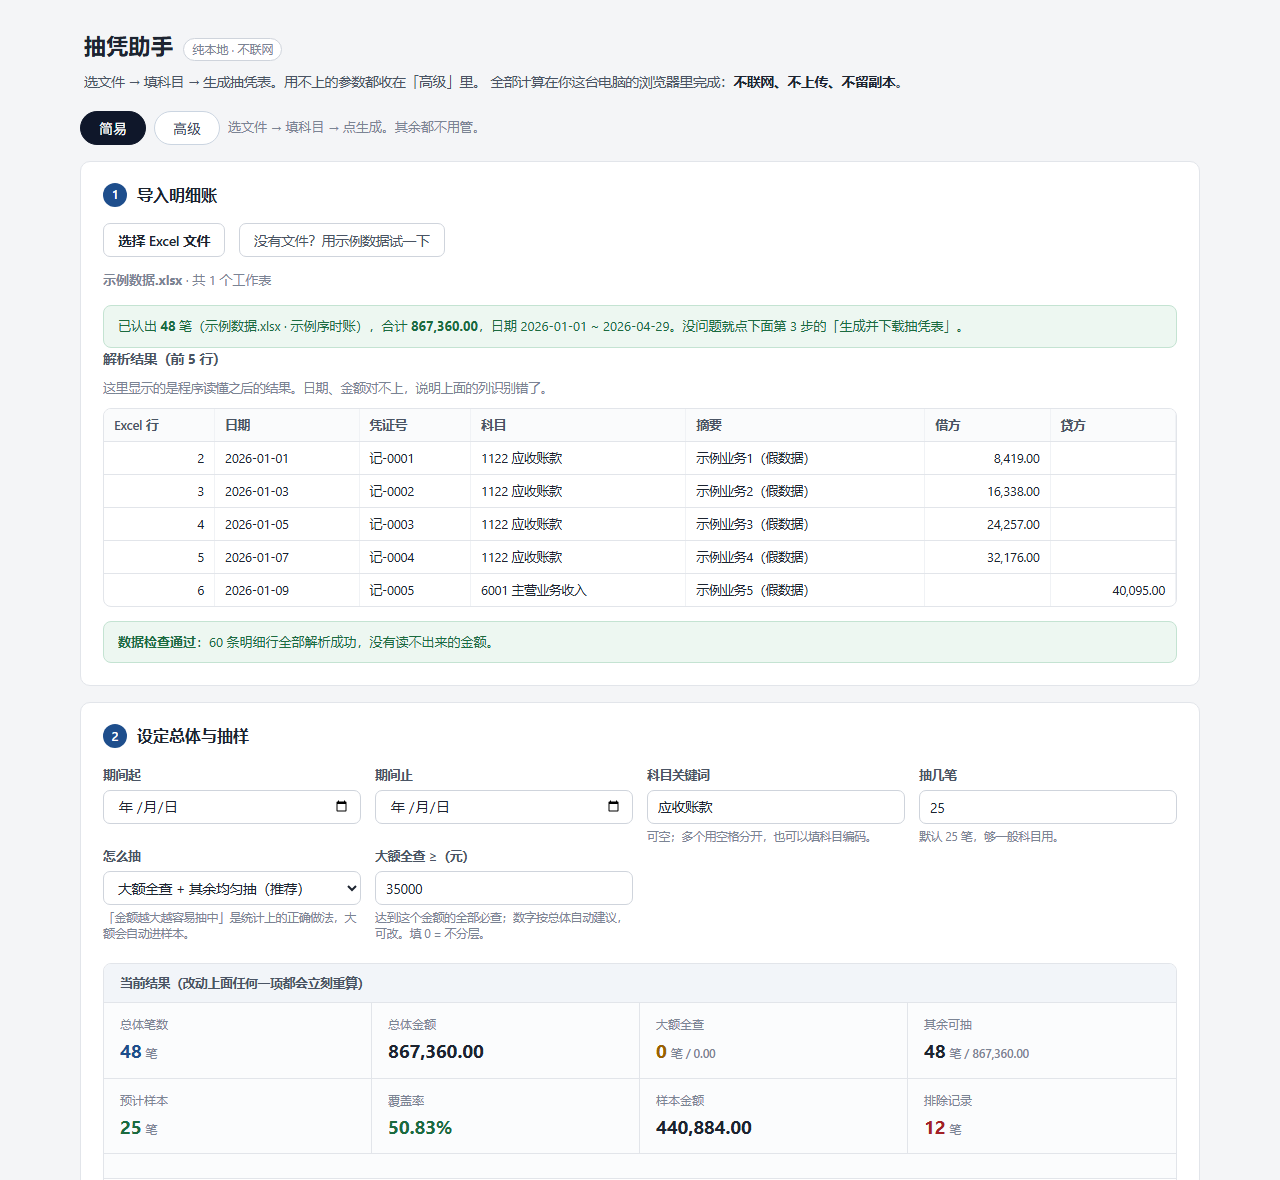 抽凭助手 纯本地 · 不联网
选文件 → 填科目 → 生成抽凭表。用不上的参数都收在「高级」里。 全部计算在你这台电脑的浏览器里完成：不联网、不上传、不留副本。
简易 高级 选文件 → 填科目 → 点生成。其余都不用管。
1 导入明细账
选择 Excel 文件 没有文件？用示例数据试一下
示例数据.xlsx · 共 1 个工作表
已认出 48 笔（示例数据.xlsx · 示例序时账），合计 867,360.00，日期 2026-01-01 ~ 2026-04-29。没问题就点下面第 3 步的「生成并下载抽凭表」。
解析结果（前 5 行）
这里显示的是程序读懂之后的结果。日期、金额对不上，说明上面的列识别错了。
Excel 行 日期 凭证号 科目 摘要 借方 贷方
2 2026-01-01 记-0001 1122 应收账款 示例业务1（假数据） 8,419.00
3 2026-01-03 记-0002 1122 应收账款 示例业务2（假数据） 16,338.00
4 2026-01-05 记-0003 1122 应收账款 示例业务3（假数据） 24,257.00
5 2026-01-07 记-0004 1122 应收账款 示例业务4（假数据） 32,176.00
6 2026-01-09 记-0005 6001 主营业务收入 示例业务5（假数据） 40,095.00
数据检查通过：60 条明细行全部解析成功，没有读不出来的金额。
2 设定总体与抽样
期间起 期间止 科目关键词 抽几笔
年 /月/日 年 /月/日 应收账款 25
可空；多个用空格分开，也可以填科目编码。 默认 25 笔，够一般科目用。
怎么抽 大额全查 ≥（元）
大额全查 + 其余均匀抽（推荐） 35000
「金额越大越容易抽中」是统计上的正确做法，大额会自动进样本。
达到这个金额的全部必查；数字按总体自动建议，可改。填 0 = 不分层。
当前结果（改动上面任何一项都会立刻重算）
总体笔数 总体金额 大额全查 其余可抽
48 笔 867,360.00 0 笔 / 0.00 48 笔 / 867,360.00
预计样本 覆盖率 样本金额 排除记录
25 笔 50.83% 440,884.00 12 笔